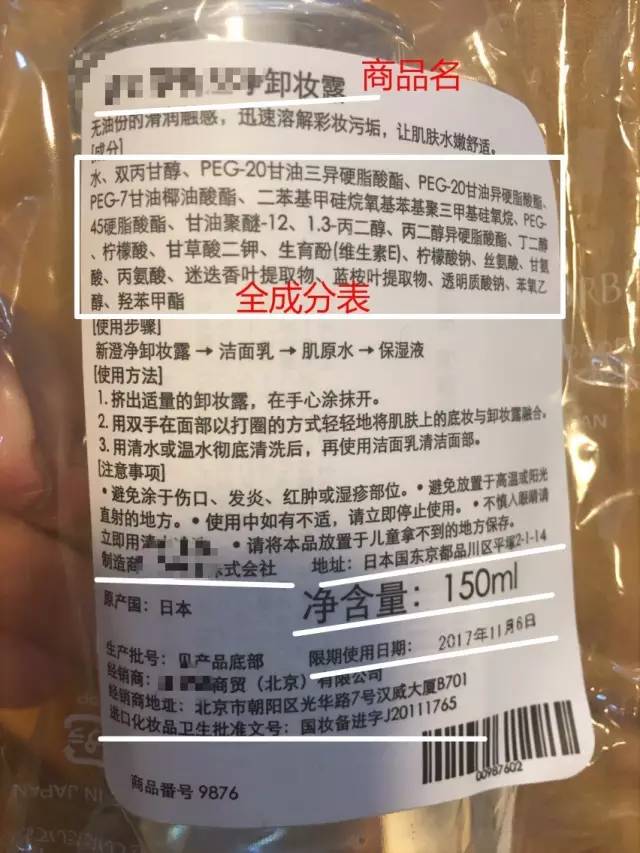 净卸妆露 商品名
无油份的清润触感，迅速溶解彩妆污垢，让肌肤水嫩舒适。
[成分]
水、双丙甘醇、PEG-20甘油三异硬脂酸酯、PEG-20甘油异硬脂酸酯、
PEG-7甘油椰油酸酯、二苯基甲硅烷氧基苯基聚三甲基硅氧烷、PEG-
45硬脂酸酯、甘油聚醚-12、1.3-丙二醇、丙二醇异硬脂酸酯、丁二醇
、柠檬酸、甘草酸二钾、生育酚(维生素E)、柠檬酸钠、丝氨酸、甘氨
酸、丙氨酸、迷迭香叶提取物、蓝桉叶提取物、透明质酸钠、苯氧乙
醇、羟苯甲酯
全成分表
[使用步骤]
新澄净卸妆露→洁面乳→肌原水→保湿液
[使用方法]
1. 挤出适量的卸妆露，在手心涂抹开。
2. 用双手在面部以打圈的方式轻轻地将肌肤上的底妆与卸妆露融合。
3. 用清水或温水彻底清洗后，再使用洁面乳清洁面部。
[注意事项]
•避免涂于伤口、发炎、红肿或湿疹部位。•避免放置于高温或阳光
直射的地方。•使用中如有不适，请立即停止使用。•不慎入眼睛请
立即用清水 •请将本品放置于儿童拿不到的地方保存。
制造商 株式会社 地址：日本国东京都品川区平塚2-1-14
原产国：日本 净含量：150ml
生产批号：见产品底部 限期使用日期：2017年11月6日
经销商： 商贸（北京）有限公司
经销商地址：北京市朝阳区光华路7号汉威大厦B701
进口化妆品卫生批准文号：国妆备进字J20111765
00987602
商品番号 9876
IN JAPAN